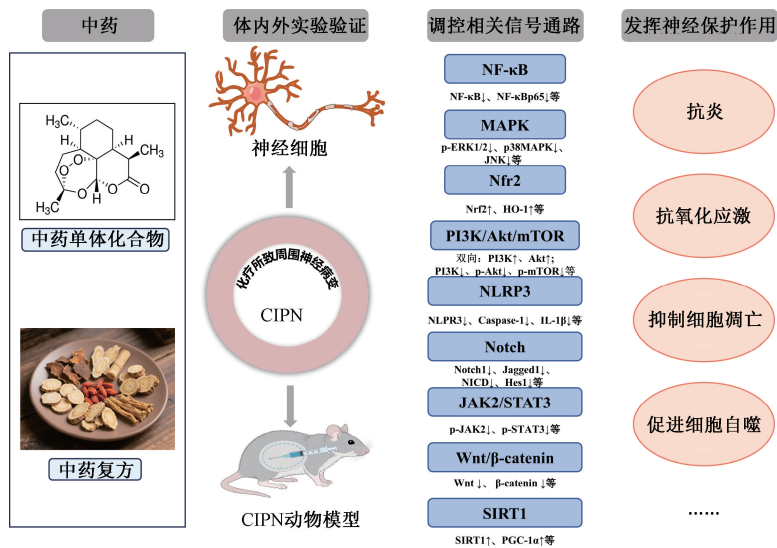 中药
体内外实验验证
调控相关信号通路
发挥神经保护作用
H₃C
H
H
CH₃
O
O
O
H
O
O
H₃C
中药单体化合物
中药复方
神经细胞
化疗所致周围神经病变
CIPN
CIPN动物模型
NF-κB
NF-κB↓、NF-κBp65↓等
MAPK
p-ERK1/2↓、p38MAPK↓、
JNK↓等
Nfr2
Nrf2↑、HO-1↑等
PI3K/Akt/mTOR
双向：PI3K↑、Akt↑；
PI3K↓、p-Akt↓、p-mTOR↓等
NLRP3
NLPR3↓、Caspase-1↓、IL-1β↓等
Notch
Notch1↓、Jagged1↓、
NICD↓、Hes1↓等
JAK2/STAT3
p-JAK2↓、p-STAT3↓等
Wnt/β-catenin
Wnt ↓、 β-catenin ↓等
SIRT1
SIRT1↑、PGC-1α↑等
抗炎
抗氧化应激
抑制细胞凋亡
促进细胞自噬
……